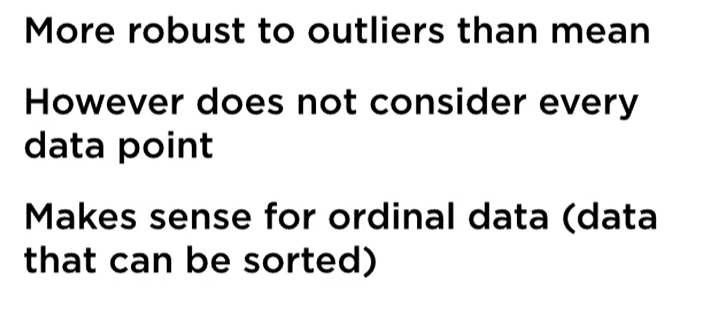 More robust to outliers than mean
However does not consider every
data point
Makes sense for ordinal data (data
that can be sorted)